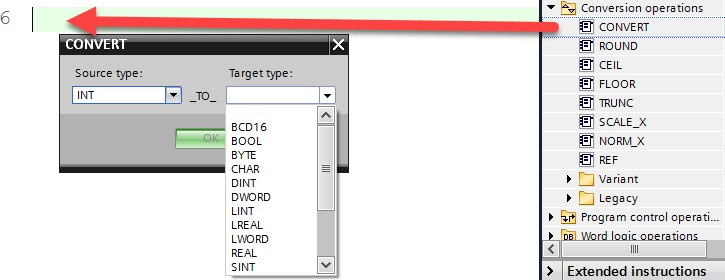 6
CONVERT
Source type:
Target type:
INT
_TO_
OK
BCD16
BOOL
BYTE
CHAR
DINT
DWORD
LINT
LREAL
LWORD
REAL
SINT
Conversion operations
CONVERT
ROUND
CEIL
FLOOR
TRUNC
SCALE_X
NORM_X
REF
Variant
Legacy
Program control operati...
Word logic operations
Extended instructions